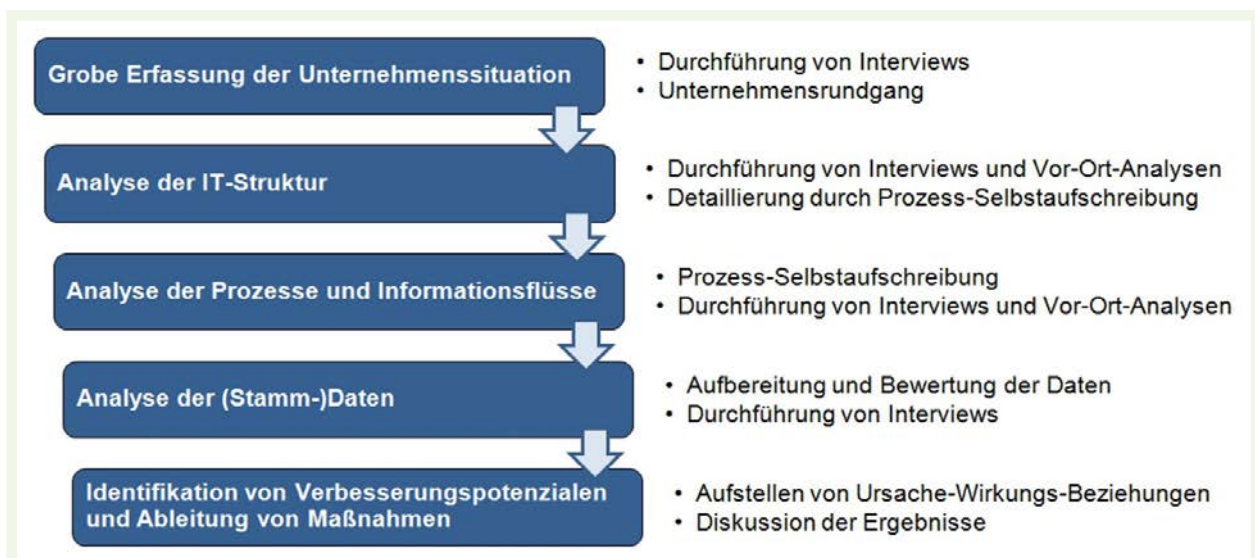 Grobe Erfassung der Unternehmenssituation
• Durchführung von Interviews
• Unternehmensrundgang
Analyse der IT-Struktur
• Durchführung von Interviews und Vor-Ort-Analysen
• Detaillierung durch Prozess-Selbstaufschreibung
Analyse der Prozesse und Informationsflüsse
• Prozess-Selbstaufschreibung
• Durchführung von Interviews und Vor-Ort-Analysen
Analyse der (Stamm-)Daten
• Aufbereitung und Bewertung der Daten
• Durchführung von Interviews
Identifikation von Verbesserungspotenzialen
und Ableitung von Maßnahmen
• Aufstellen von Ursache-Wirkungs-Beziehungen
• Diskussion der Ergebnisse